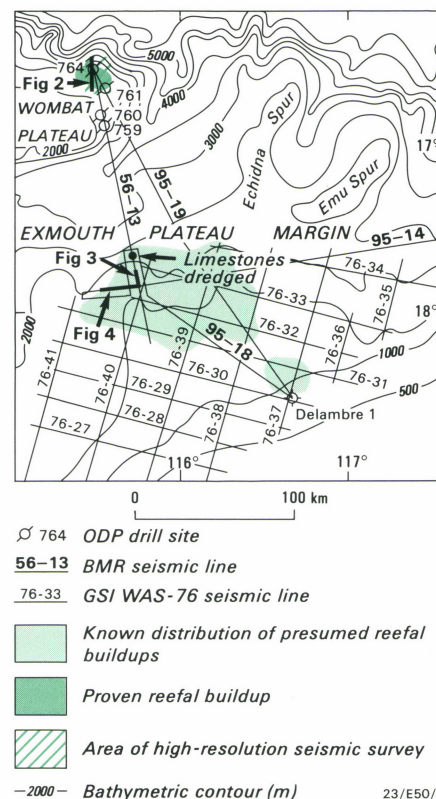 5000
764
Fig 2
761
4000
WOMBAT
760
PLATEAU
759
2000
3000
17°
Echidna Spur
Emu Spur
56–13
95–19
EXMOUTH PLATEAU MARGIN
95–14
Fig 3
Limestones
dredged
76-34
76-35
Fig 4
76-33
18°
2000
76-32
76-39
95–18
76-36
1000
76-41
76-40
76-30
76-31
500
76-29
76-38
76-37
Delambre 1
76-28
76-27
116°
117°
0 100 km
764 ODP drill site
56–13 BMR seismic line
76-33 GSI WAS-76 seismic line
Known distribution of presumed reefal
buildups
Proven reefal buildup
Area of high-resolution seismic survey
—2000— Bathymetric contour (m)
23/E50/